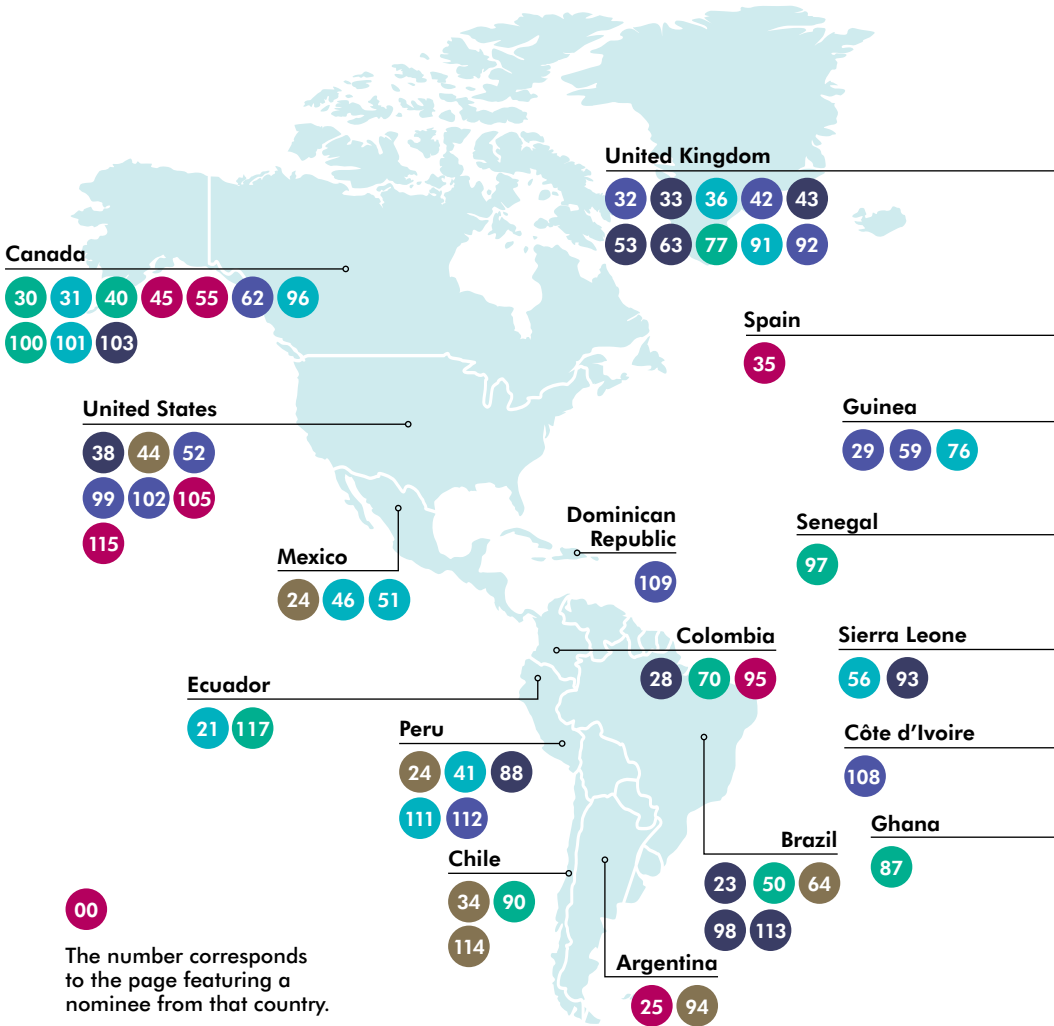 United Kingdom
32 33 36 42 43
53 63 77 91 92
Canada
30 31 40 45 55 62 96
100 101 103
Spain
35
United States
38 44 52
99 102 105
115
Guinea
29 59 76
Dominican
Republic
109
Senegal
97
Mexico
24 46 51
Colombia
28 70 95
Sierra Leone
56 93
Ecuador
21 117
Peru
24 41 88
111 112
Côte d’Ivoire
108
Ghana
87
Brazil
23 50 64
98 113
Chile
34 90
114
Argentina
25 94
00
The number corresponds
to the page featuring a
nominee from that country.